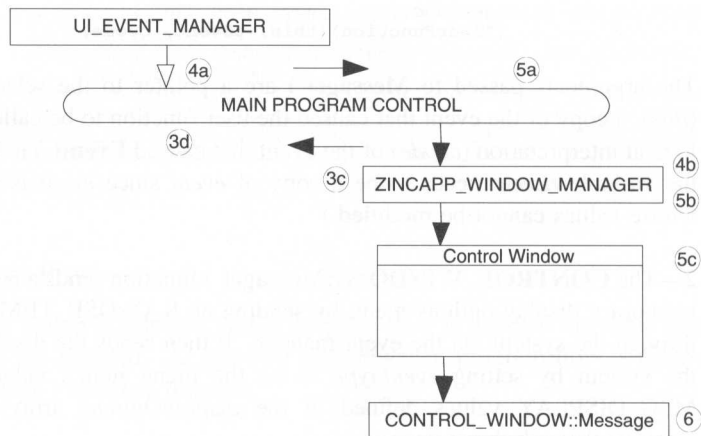 UI_EVENT_MANAGER
4a
5a
MAIN PROGRAM CONTROL
3d
3c
4b
ZINCAPP_WINDOW_MANAGER
5b
Control Window
5c
CONTROL_WINDOW::Message
6